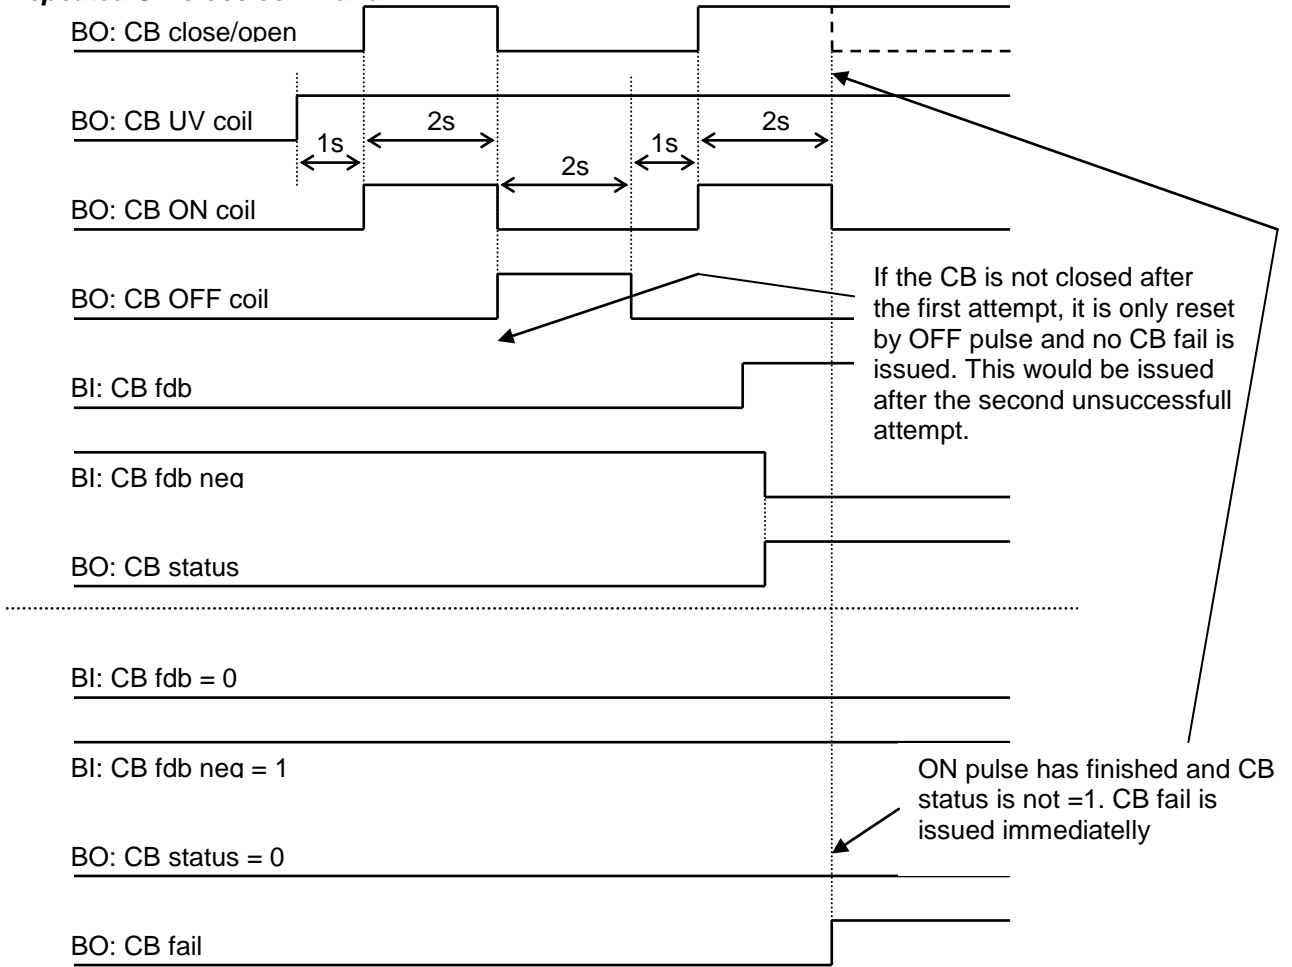 BO: CB close/open
BO: CB UV coil
1s
2s
2s
1s
2s
BO: CB ON coil
BO: CB OFF coil
If the CB is not closed after
the first attempt, it is only reset
by OFF pulse and no CB fail is
issued. This would be issued
after the second unsuccessfull
attempt.
BI: CB fdb
BI: CB fdb neg
BO: CB status
BI: CB fdb = 0
BI: CB fdb neg = 1
ON pulse has finished and CB
status is not =1. CB fail is
issued immediatelly
BO: CB status = 0
BO: CB fail